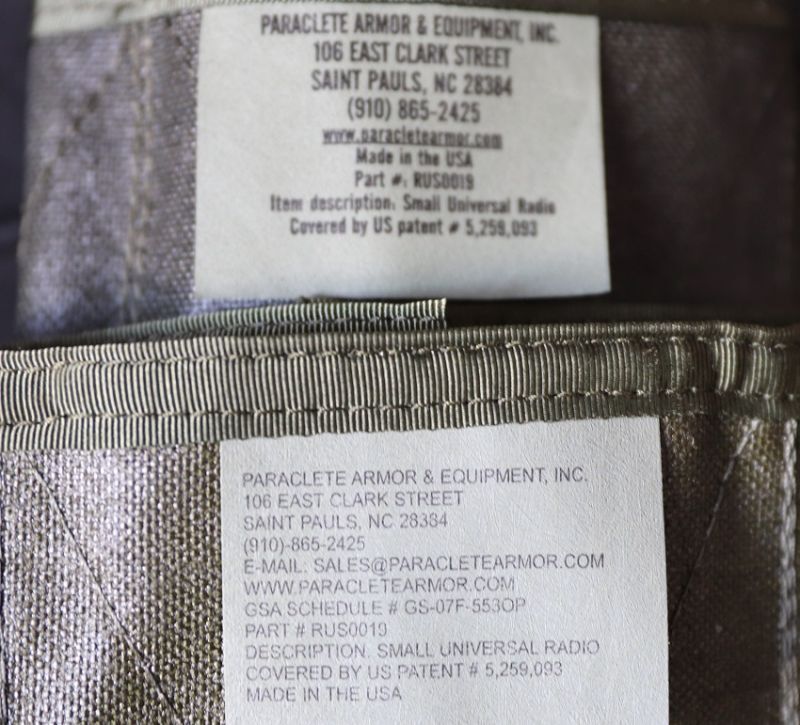 PARACLETE ARMOR & EQUIPMENT, INC.
106 EAST CLARK STREET
SAINT PAULS, NC 28384
(910) 865-2425
www.paracletearmor.com
Made in the USA
Part #: RUS0019
Item description: Small Universal Radio
Covered by US patent # 5,259,093
PARACLETE ARMOR & EQUIPMENT, INC.
106 EAST CLARK STREET
SAINT PAULS, NC 28384
(910)-865-2425
E-MAIL: SALES@PARACLETEARMOR.COM
WWW.PARACLETEARMOR.COM
GSA SCHEDULE # GS-07F-5530P
PART # RUS0019
DESCRIPTION: SMALL UNIVERSAL RADIO
COVERED BY US PATENT # 5,259,093
MADE IN THE USA